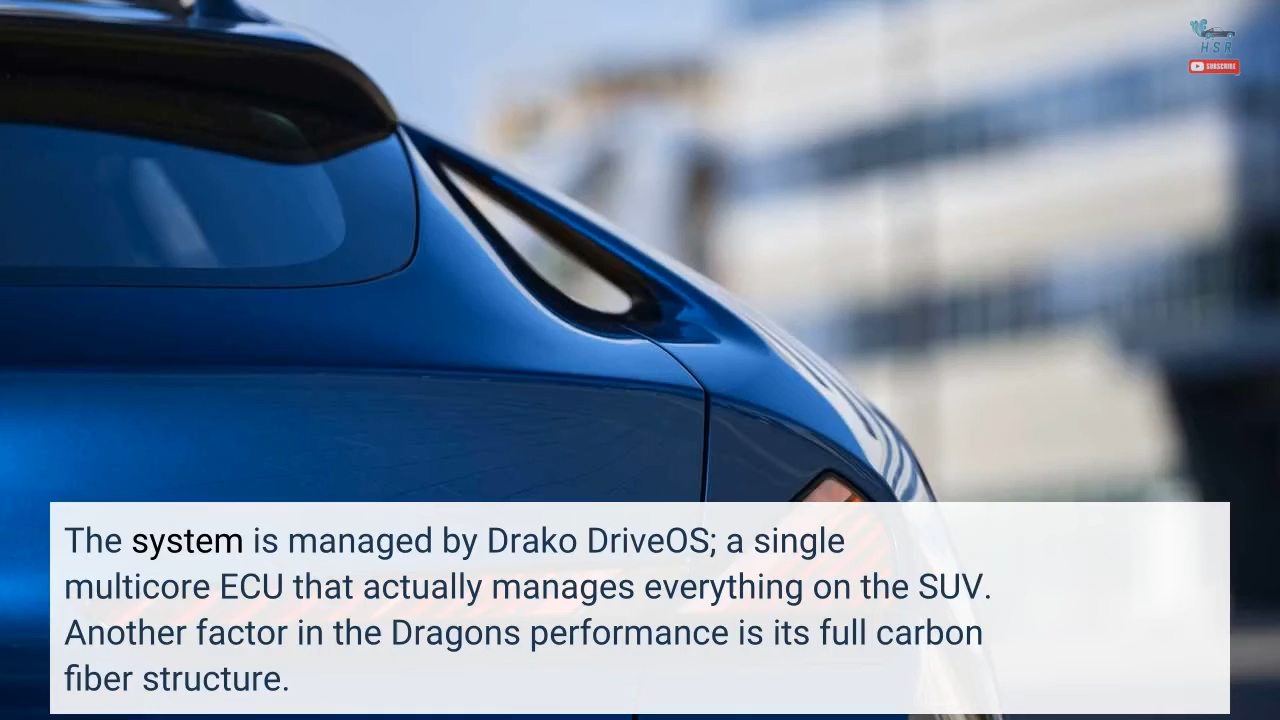 HSR
SUBSCRIBE
The system is managed by Drako DriveOS; a single
multicore ECU that actually manages everything on the SUV.
Another factor in the Dragons performance is its full carbon
fiber structure.